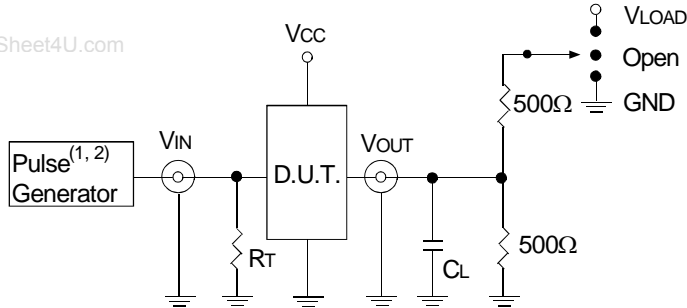 VLOAD
Sheet4U.com
VCC
Open
500Ω
GND
VIN
VOUT
Pulse(1, 2)
Generator
D.U.T.
RT
CL
500Ω